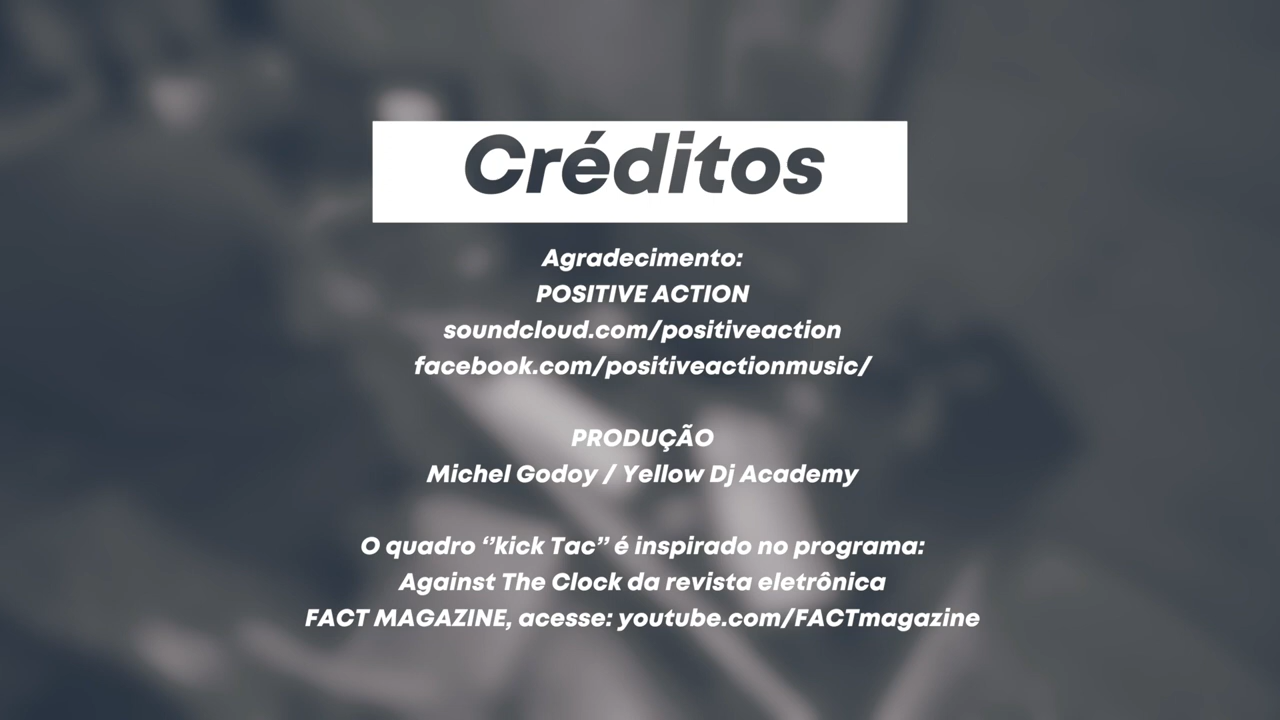 Créditos
Agradecimento:
POSITIVE ACTION
soundcloud.com/positiveaction
facebook.com/positiveactionmusic/
PRODUÇÃO
Michel Godoy / Yellow Dj Academy
O quadro ‘’kick Tac’’ é inspirado no programa:
Against The Clock da revista eletrônica
FACT MAGAZINE, acesse: youtube.com/FACTmagazine